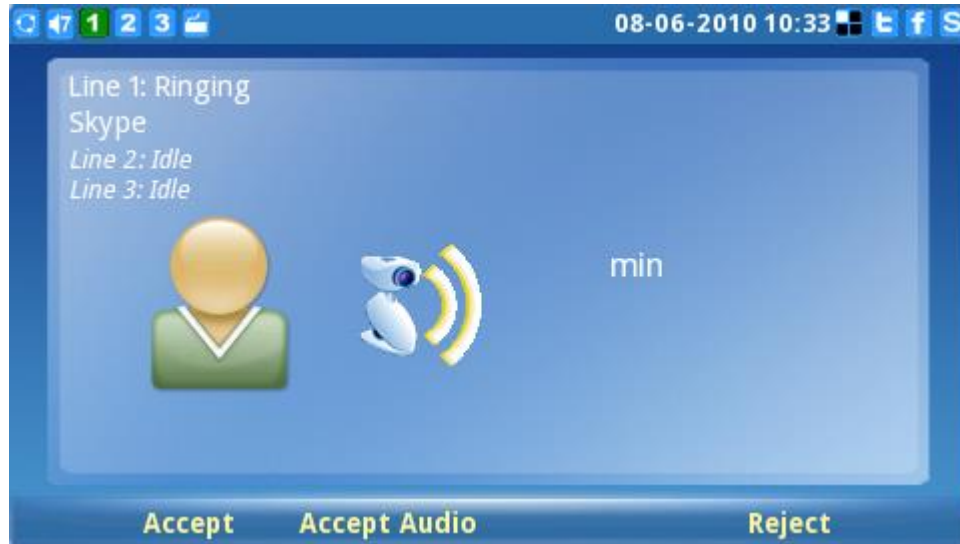 7 1 2 3 08-06-2010 10:33 t f S
Line 1: Ringing
Skype
Line 2: Idle
Line 3: Idle
min
Accept Accept Audio Reject